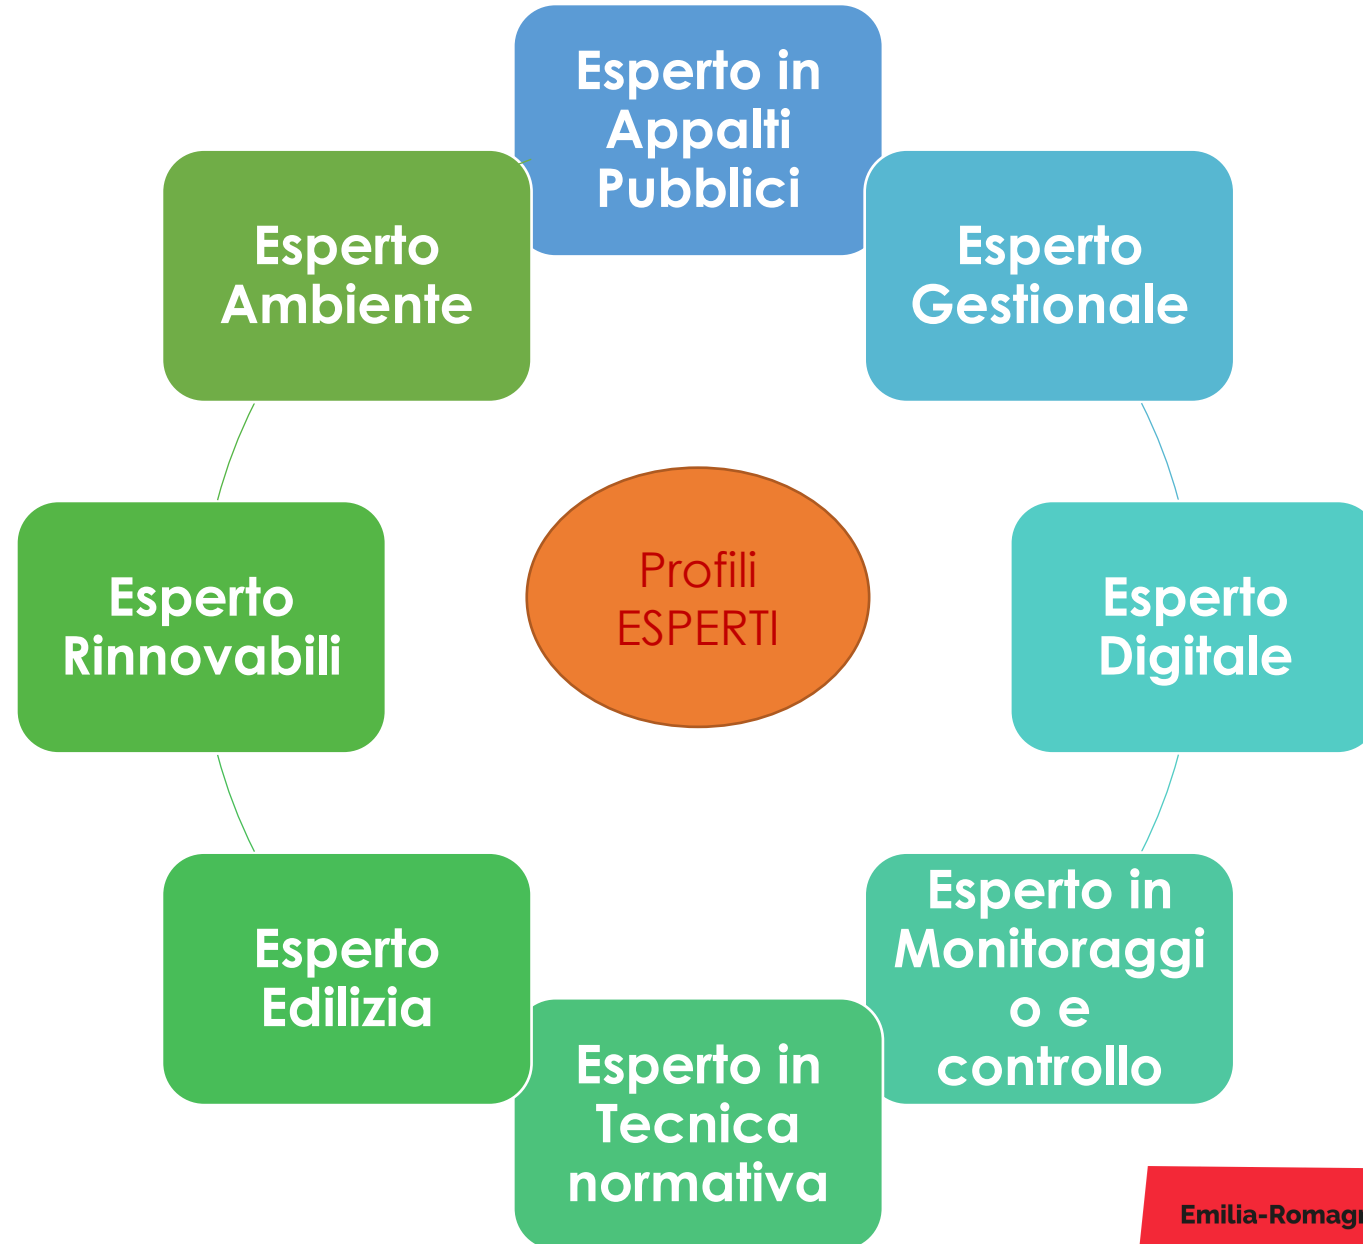 Esperto in
Appalti
Pubblici
Esperto
Gestionale
Esperto
Digitale
Esperto in
Monitoraggi
o e
controllo
Esperto in
Tecnica
normativa
Esperto
Edilizia
Esperto
Rinnovabili
Esperto
Ambiente
Profili
ESPERTI